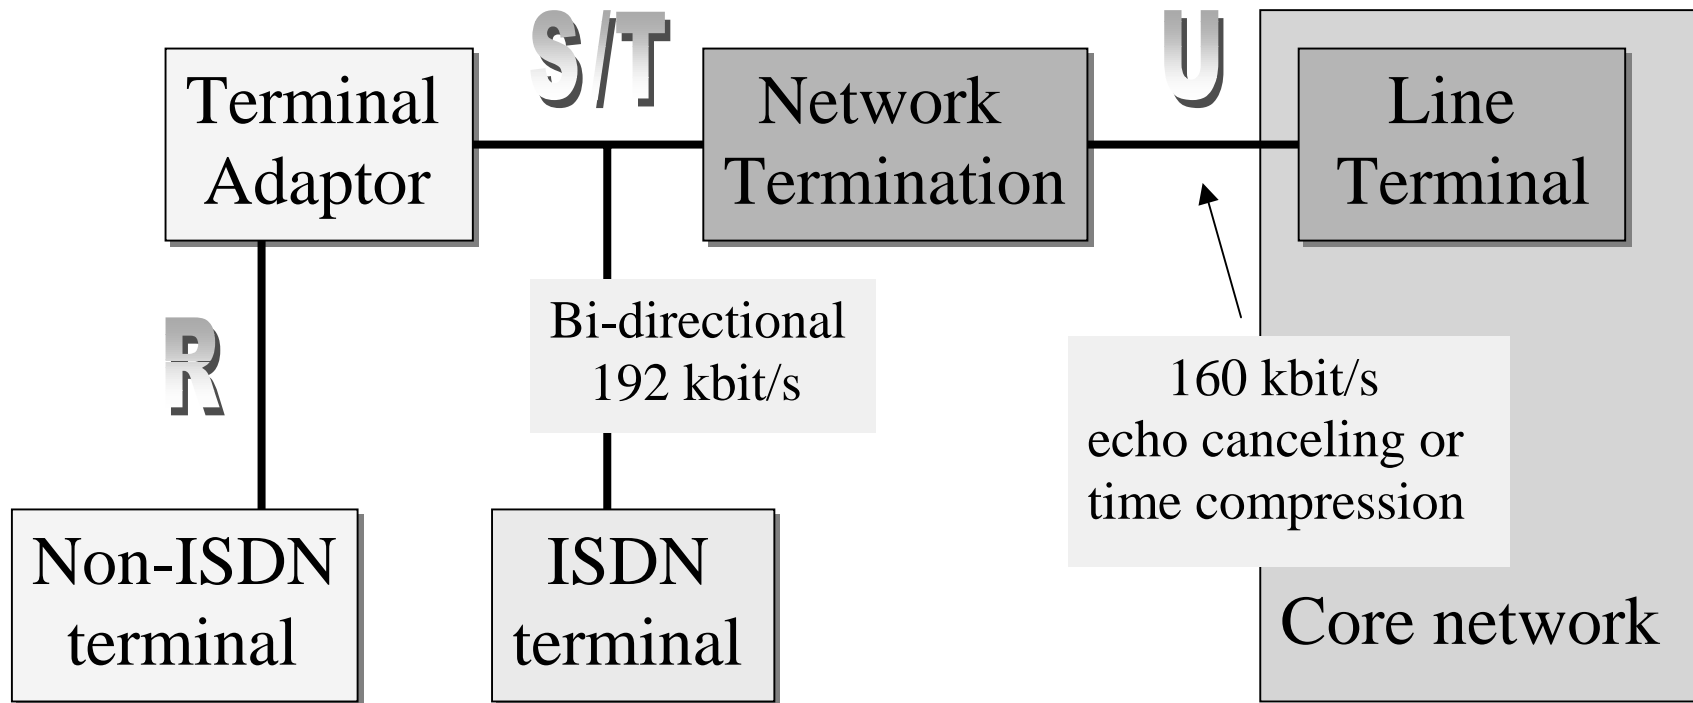 S/T
U
Terminal
Adaptor
Network
Termination
Line
Terminal
R
Bi-directional
192 kbit/s
160 kbit/s
echo canceling or
time compression
Non-ISDN
terminal
ISDN
terminal
Core network